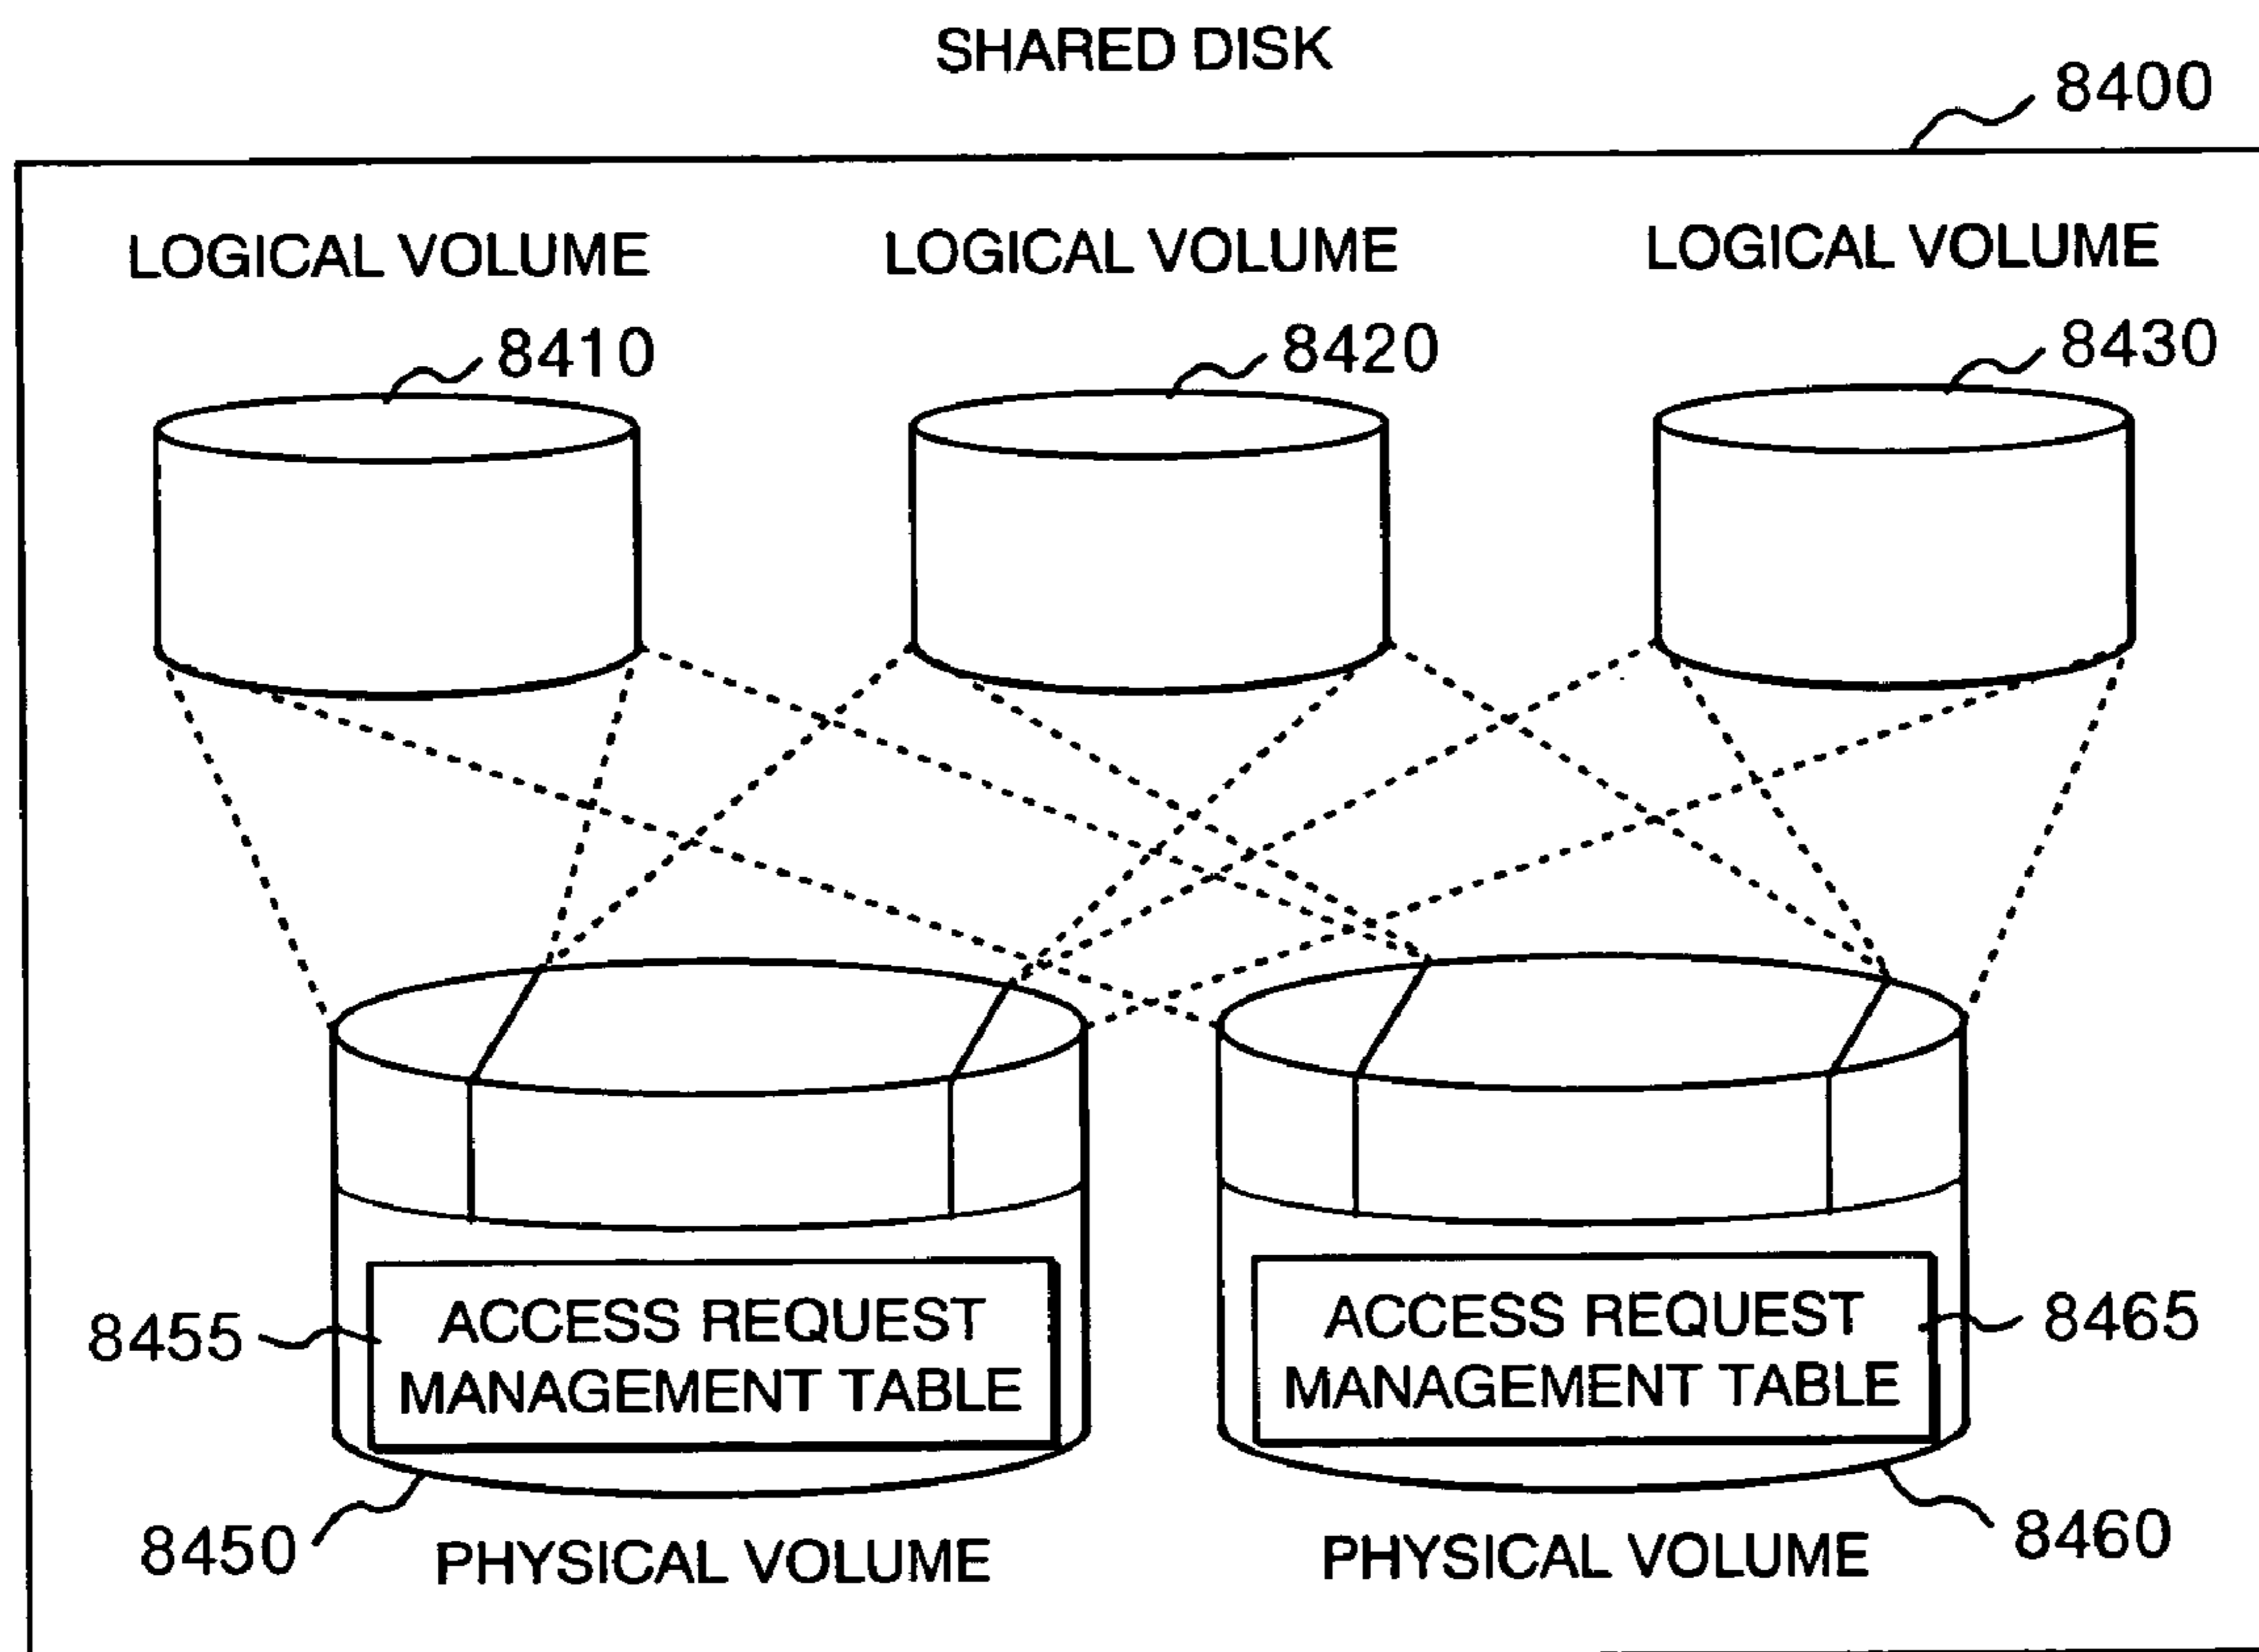 SHARED DISK
8400
LOGICAL VOLUME
LOGICAL VOLUME
LOGICAL VOLUME
8410
8420
8430
8455
ACCESS REQUEST
MANAGEMENT TABLE
ACCESS REQUEST
MANAGEMENT TABLE
8465
8450
PHYSICAL VOLUME
PHYSICAL VOLUME
8460